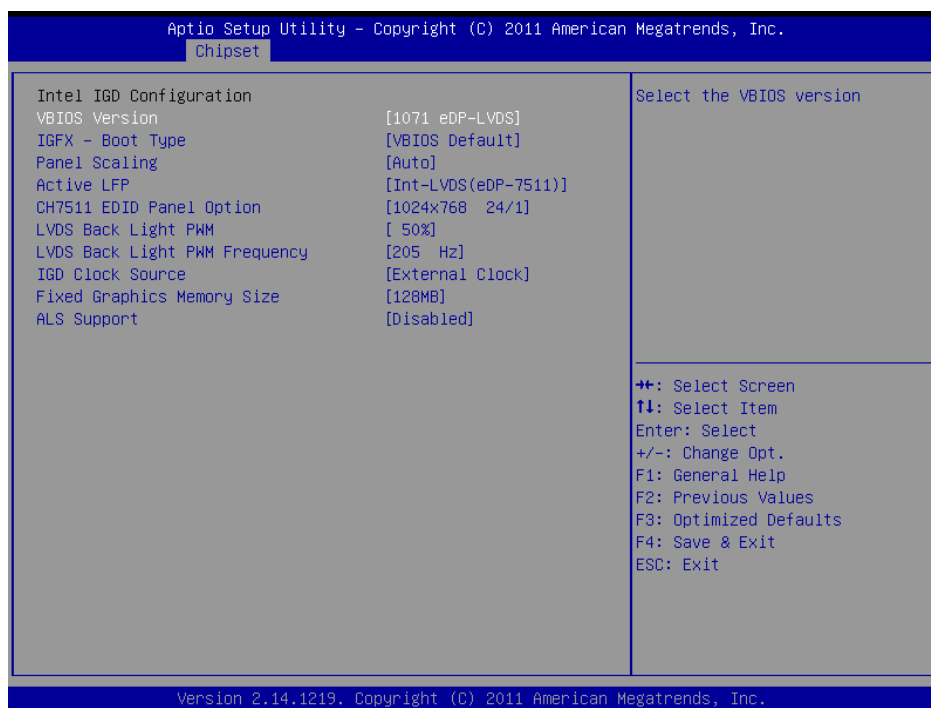 Aptio Setup Utility – Copyright (C) 2011 American Megatrends, Inc.
Chipset
Intel IGD Configuration
VBIOS Version [1071 eDP-LVDS]
IGFX – Boot Type [VBIOS Default]
Panel Scaling [Auto]
Active LFP [Int-LVDS(eDP-7511)]
CH7511 EDID Panel Option [1024x768 24/1]
LVDS Back Light PWM [ 50%]
LVDS Back Light PWM Frequency [205 Hz]
IGD Clock Source [External Clock]
Fixed Graphics Memory Size [128MB]
ALS Support [Disabled]
Select the VBIOS version
→←: Select Screen
↑↓: Select Item
Enter: Select
+/-: Change Opt.
F1: General Help
F2: Previous Values
F3: Optimized Defaults
F4: Save & Exit
ESC: Exit
Version 2.14.1219. Copyright (C) 2011 American Megatrends, Inc.